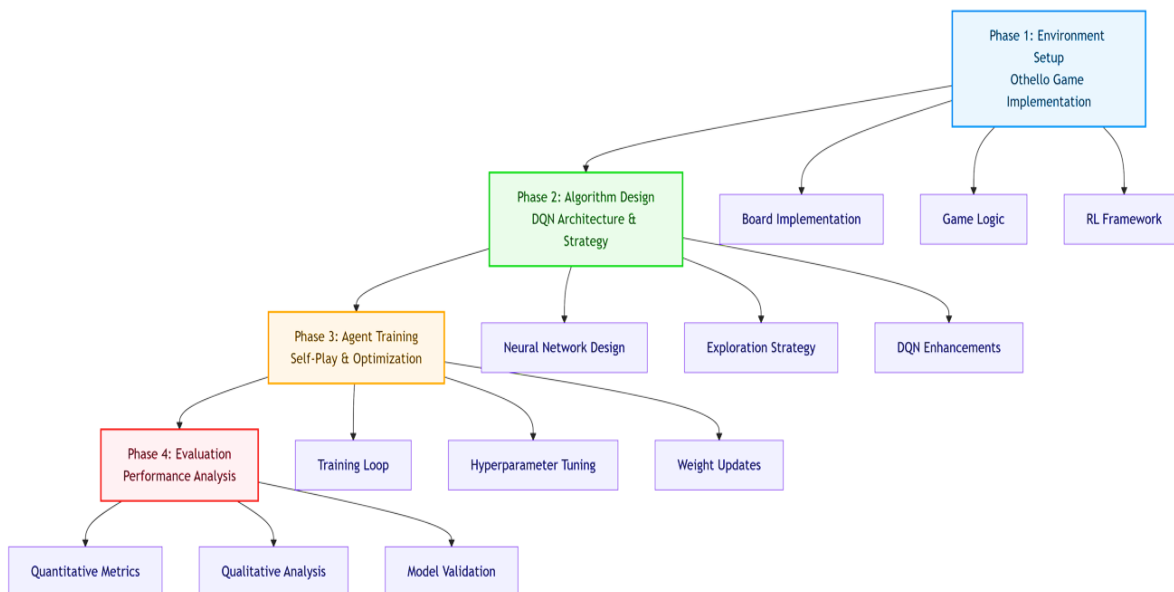 Phase 1: Environment
Setup
Othello Game
Implementation
Phase 2: Algorithm Design
DQN Architecture &
Strategy
Board Implementation
Game Logic
RL Framework
Phase 3: Agent Training
Self-Play & Optimization
Neural Network Design
Exploration Strategy
DQN Enhancements
Phase 4: Evaluation
Performance Analysis
Training Loop
Hyperparameter Tuning
Weight Updates
Quantitative Metrics
Qualitative Analysis
Model Validation